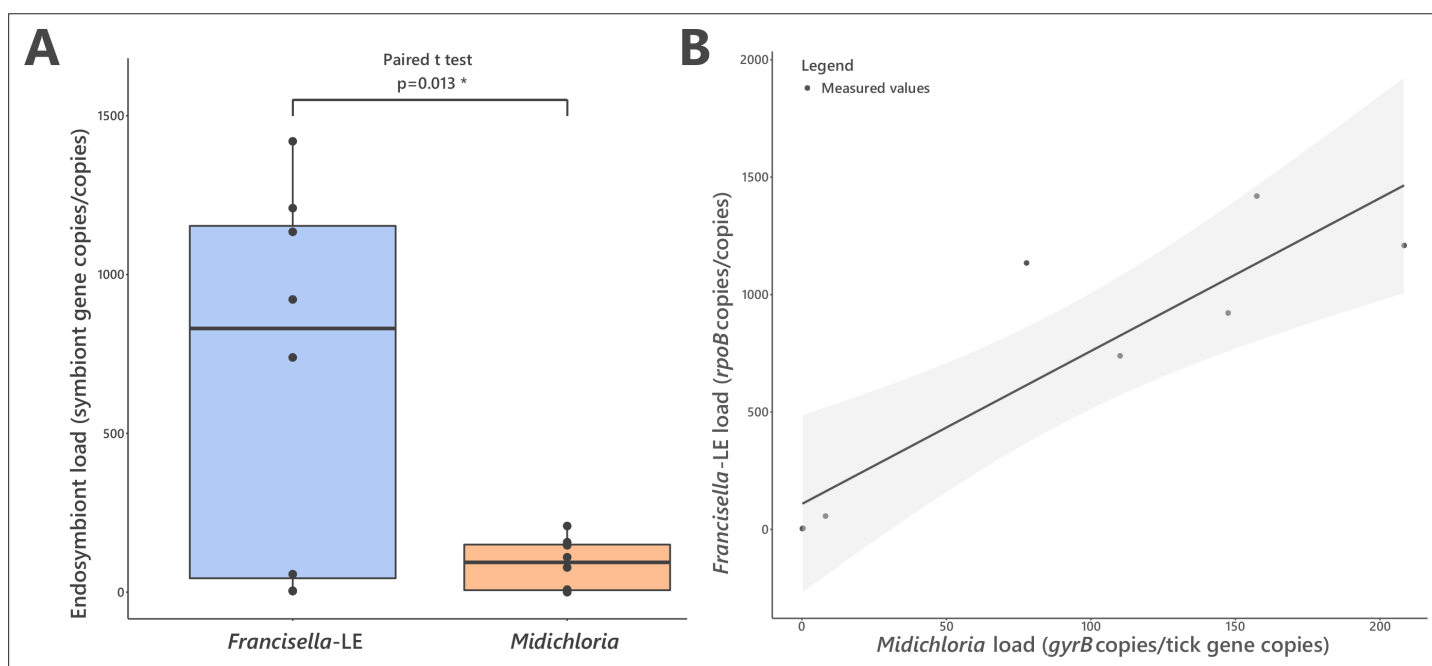 A
Paired t test
p=0.013 *
Endosymbiont load (symbiont gene copies/copies)
1500
1000
500
0
Francisella-LE
Midichloria
B
Legend
Measured values
Francisella-LE load (rpoB copies/copies)
2000
1500
1000
500
0
0
50
100
150
200
Midichloria load (gyrB copies/tick gene copies)